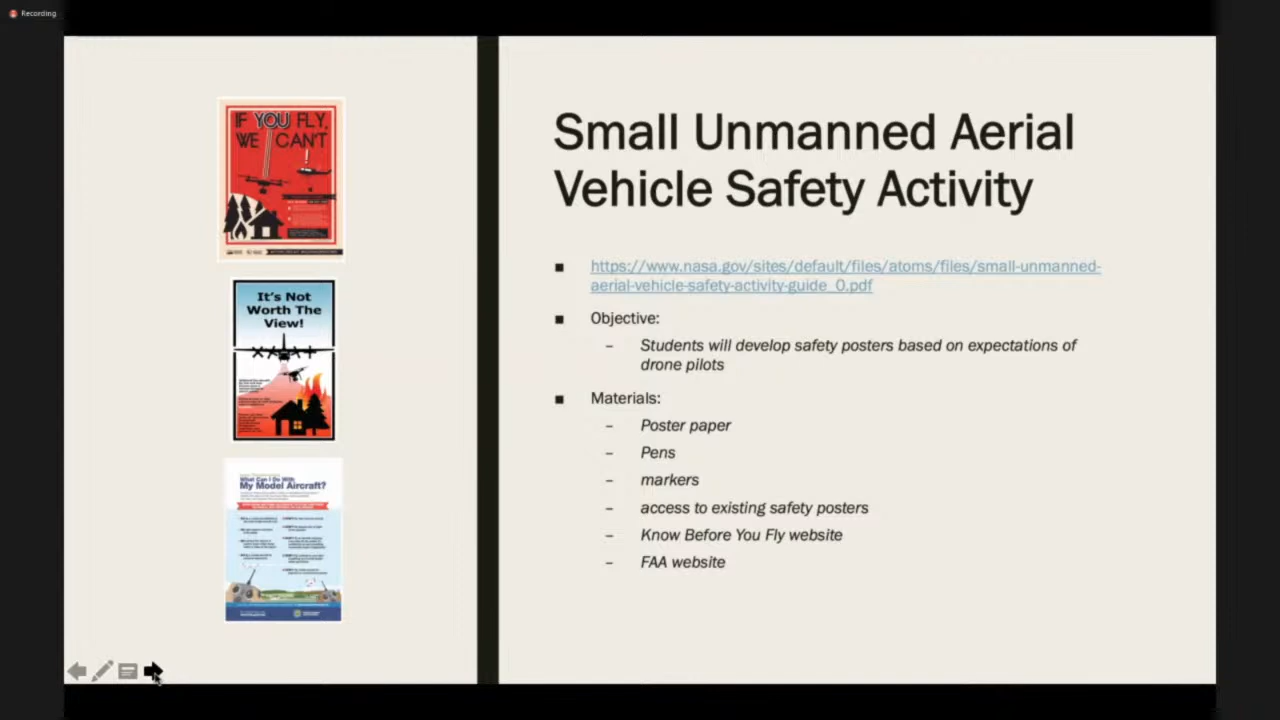 Recording
IF YOU FLY,
WE CAN'T
It's Not
Worth The
View!
What Can I Do With
My Model Aircraft?
Small Unmanned Aerial
Vehicle Safety Activity
■ https://www.nasa.gov/sites/default/files/atoms/files/small-unmanned-
aerial-vehicle-safety-activity-guide_0.pdf
■ Objective:
– Students will develop safety posters based on expectations of
drone pilots
■ Materials:
– Poster paper
– Pens
– markers
– access to existing safety posters
– Know Before You Fly website
– FAA website